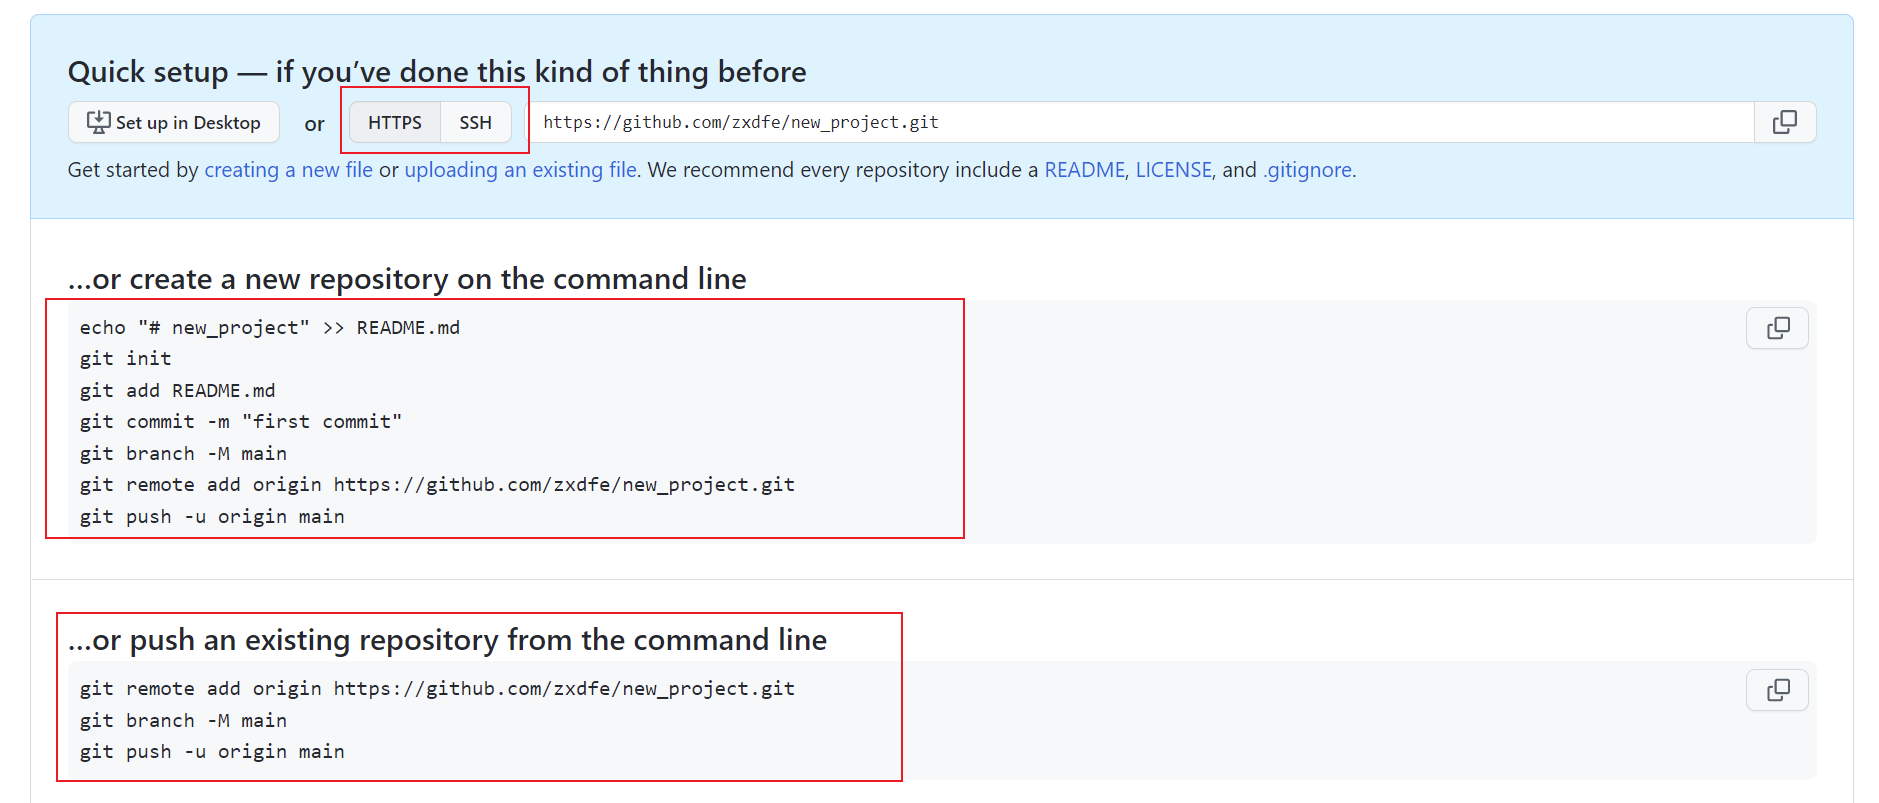 Quick setup — if you’ve done this kind of thing before
Set up in Desktop or HTTPS SSH https://github.com/zxdfe/new_project.git
Get started by creating a new file or uploading an existing file. We recommend every repository include a README, LICENSE, and .gitignore.
…or create a new repository on the command line
echo "# new_project" >> README.md
git init
git add README.md
git commit -m "first commit"
git branch -M main
git remote add origin https://github.com/zxdfe/new_project.git
git push -u origin main
…or push an existing repository from the command line
git remote add origin https://github.com/zxdfe/new_project.git
git branch -M main
git push -u origin main